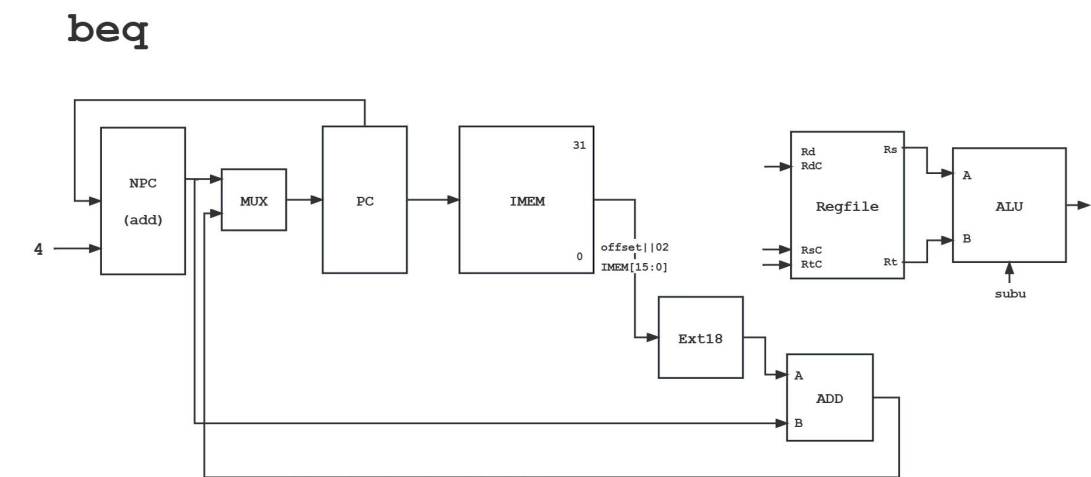 beq
NPC
(add)
4
MUX
PC
31
IMEM
0
offset||02
IMEM[15:0]
Ext18
A
ADD
B
Rd
RdC
Rs
Regfile
RsC
RtC
Rt
A
ALU
B
subu